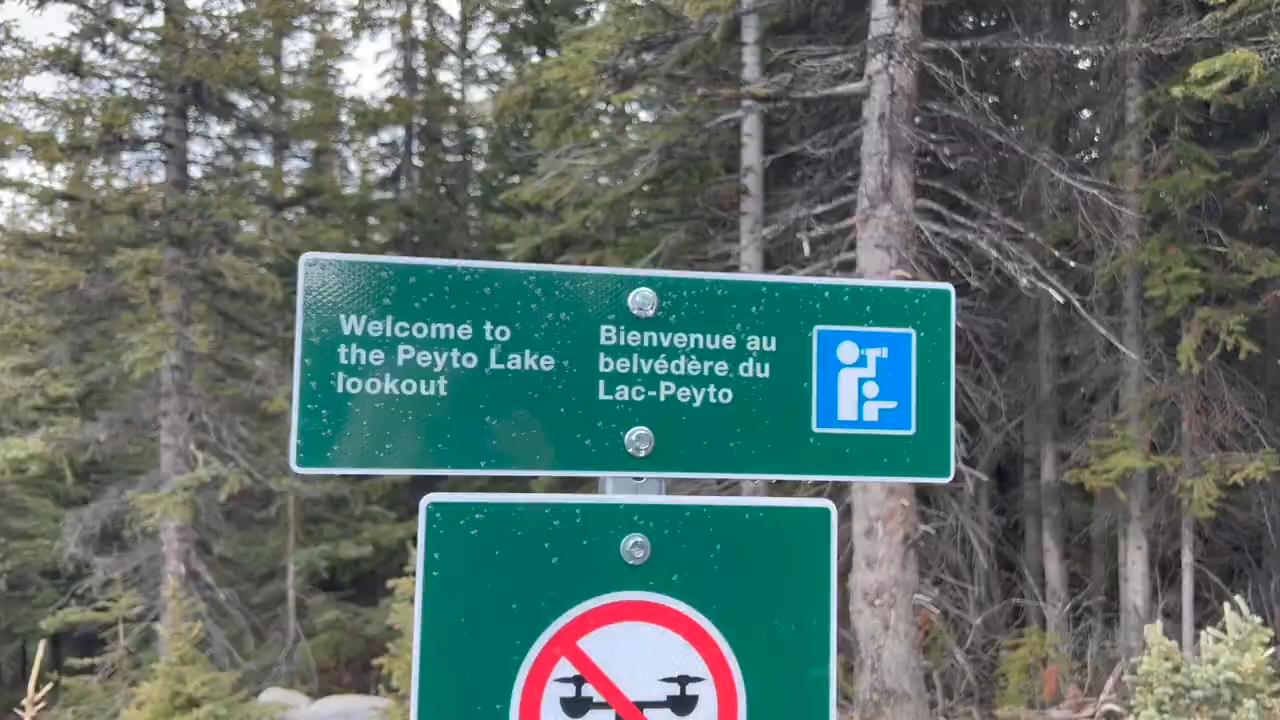 Welcome to
the Peyto Lake
lookout
Bienvenue au
belvédère du
Lac-Peyto